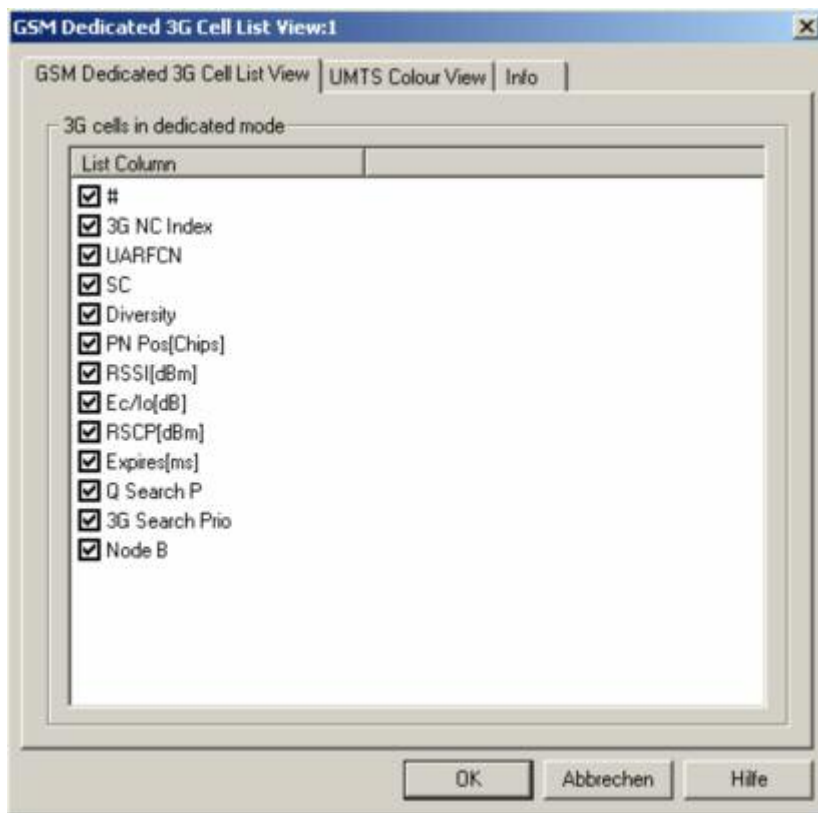 GSM Dedicated 3G Cell List View:1
GSM Dedicated 3G Cell List View UMTS Colour View Info
3G cells in dedicated mode
List Column
#
3G NC Index
UARFCN
SC
Diversity
PN Pos[Chips]
RSSI[dBm]
Ec/Io[dB]
RSCP[dBm]
Expires[ms]
Q Search P
3G Search Prio
Node B
OK Abbrechen Hilfe